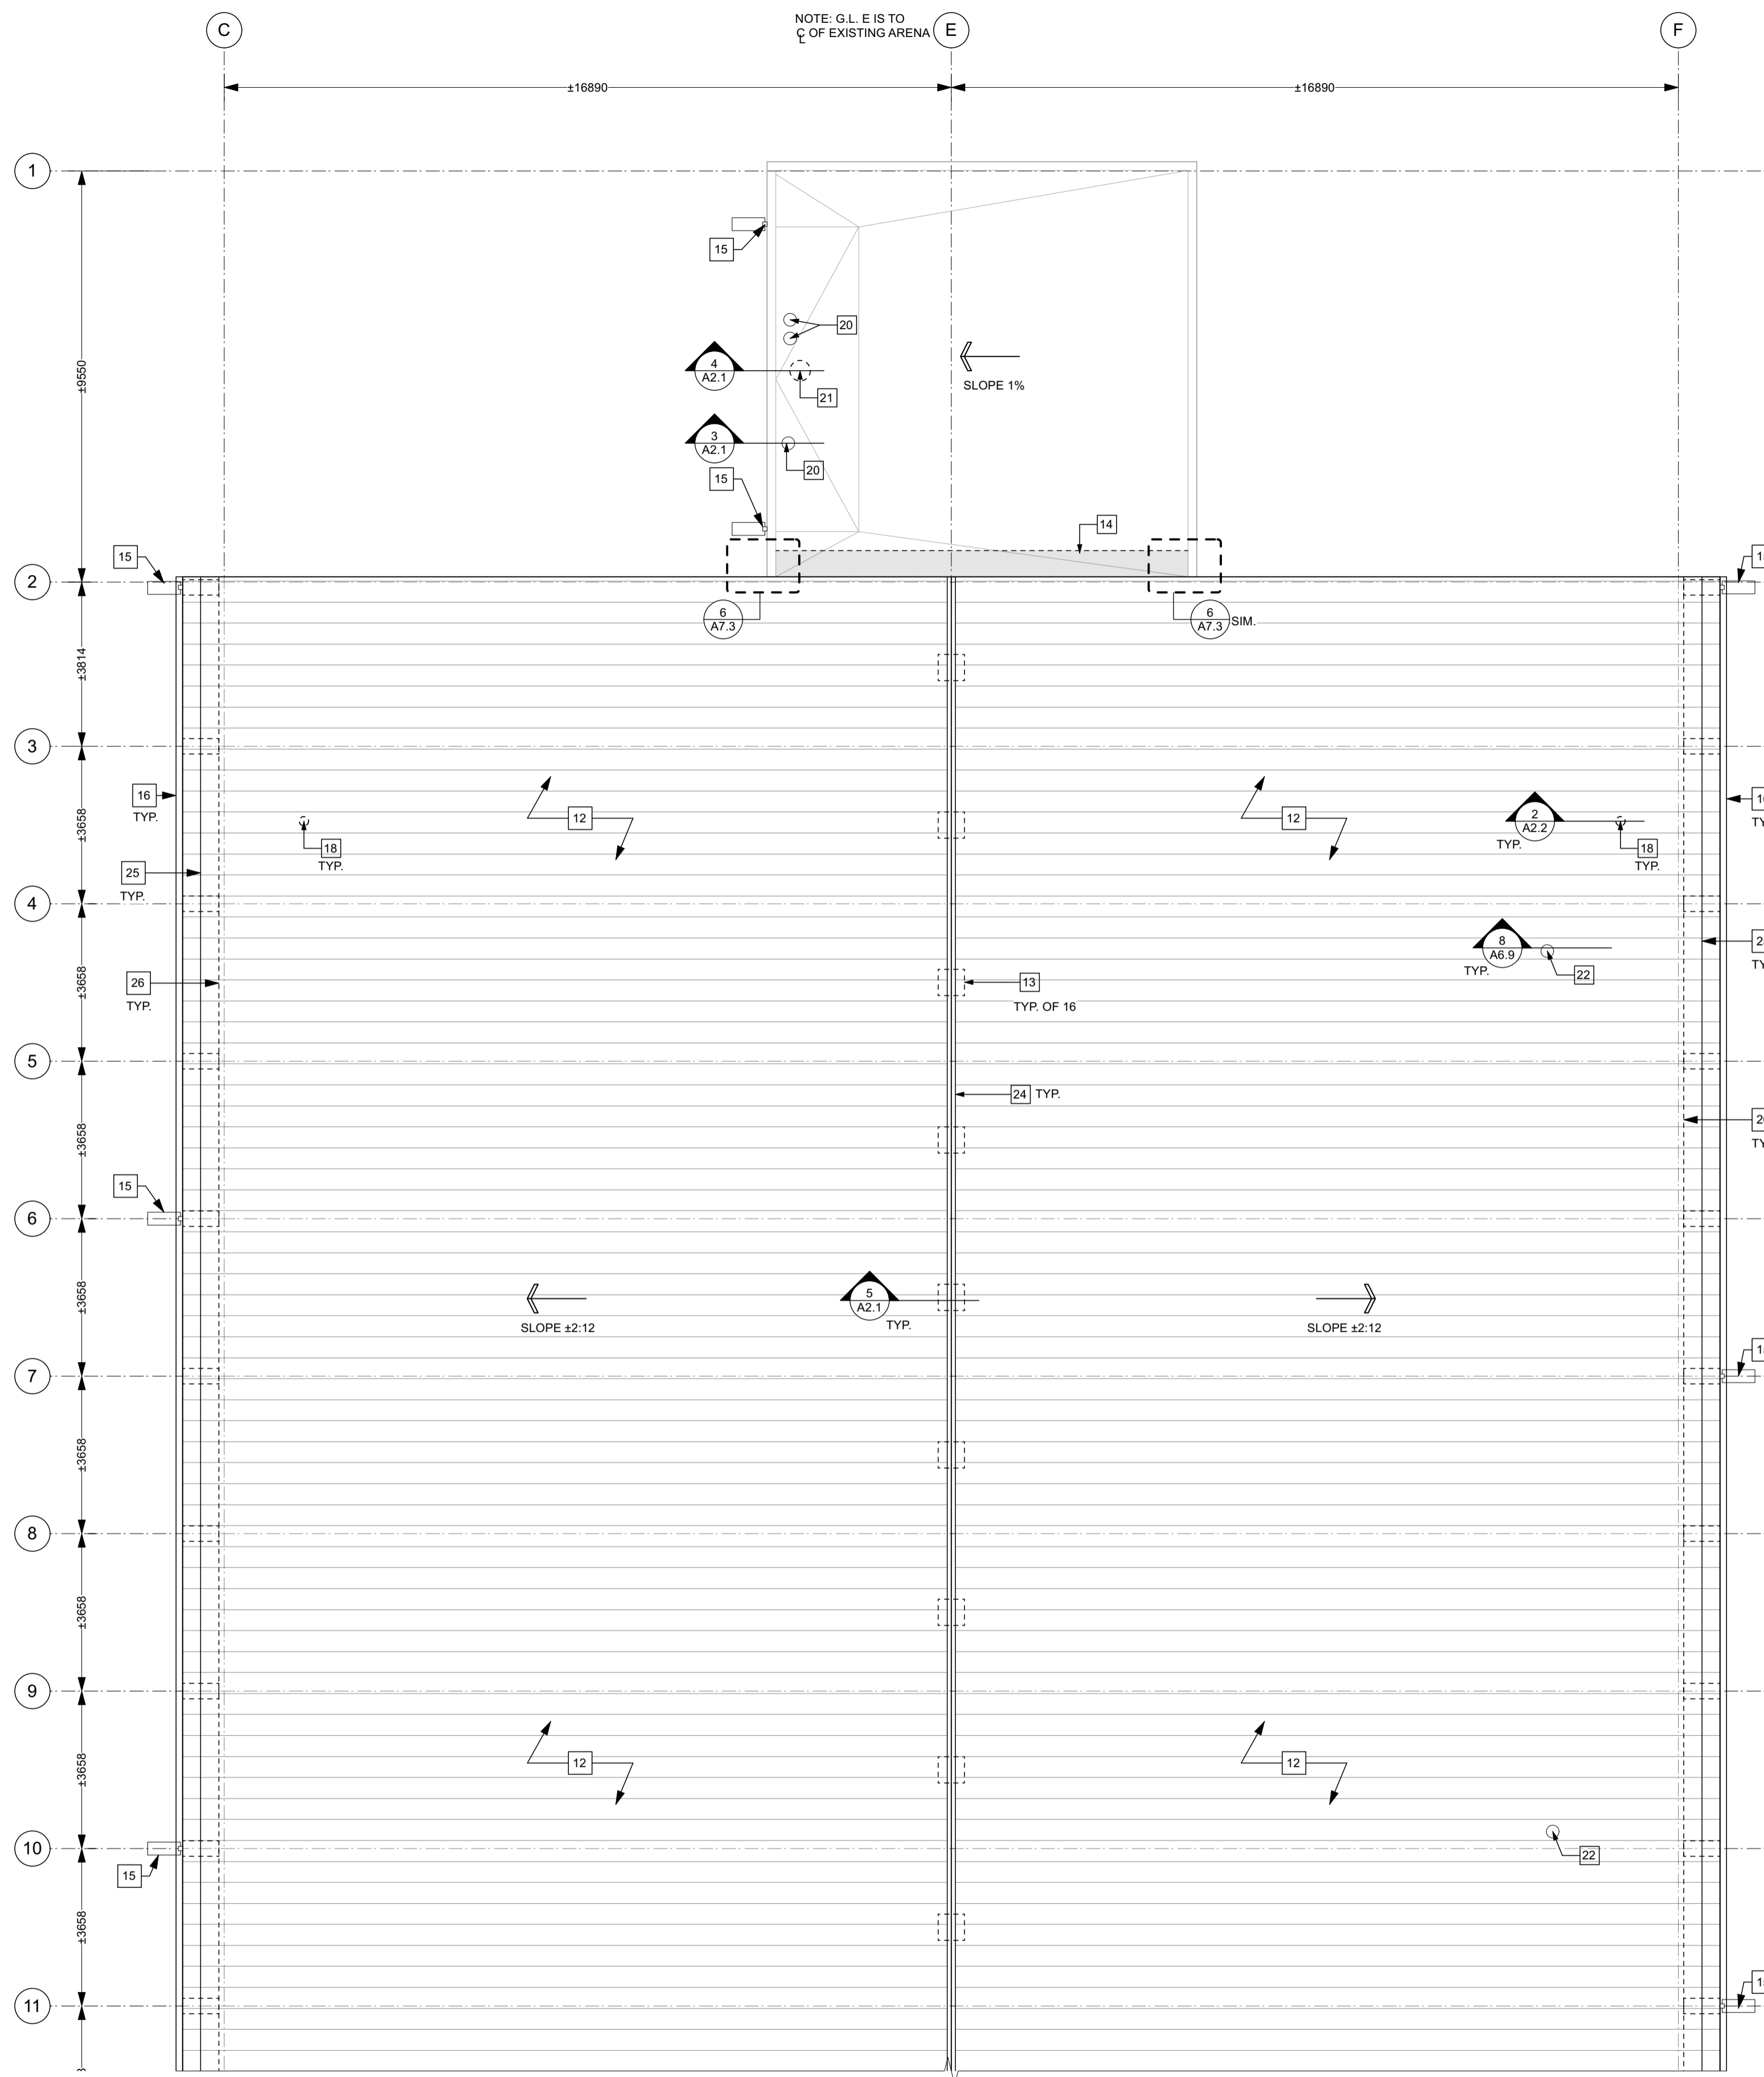 NOTE: G.L. E IS TO
℄ OF EXISTING ARENA
C
E
F
±16890
±16890
1
15
20
4
A2.1
SLOPE 1%
21
±9550
3
A2.1
20
15
14
15
2
6
A7.3
6
A7.3
SIM.
±3814
3
16
TYP.
12
12
2
A2.2
TYP.
18
TYP.
18
TYP.
±3658
25
TYP.
4
8
A6.9
TYP.
22
26
TYP.
13
TYP. OF 16
±3658
5
24
TYP.
±3658
15
6
5
A2.1
TYP.
SLOPE ±2:12
SLOPE ±2:12
±3658
7
±3658
8
±3658
9
12
12
±3658
10
15
22
±3658
11